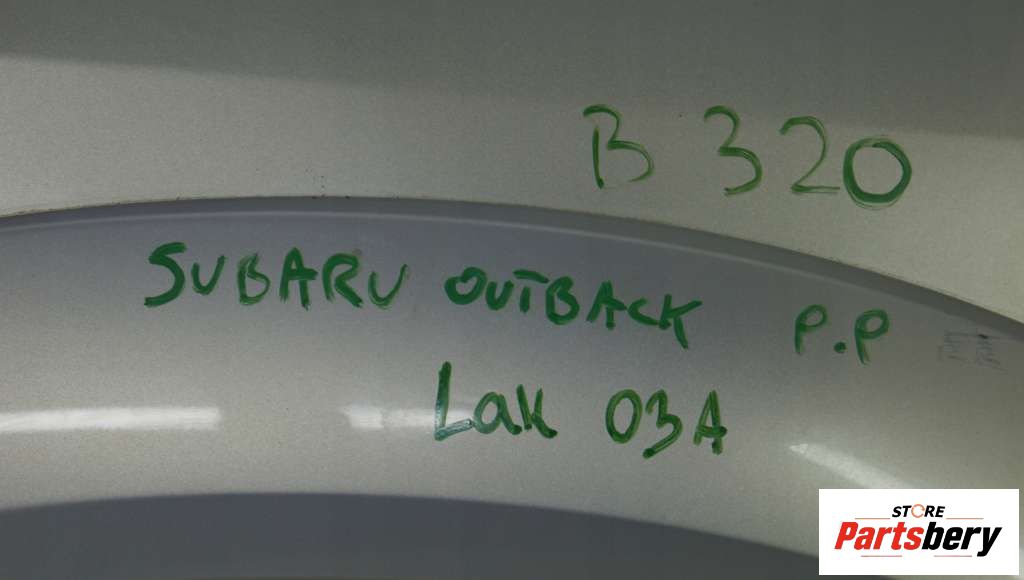 B 320
SUBARU OUTBACK P.P
Lak 03A
STORE
Partsbery